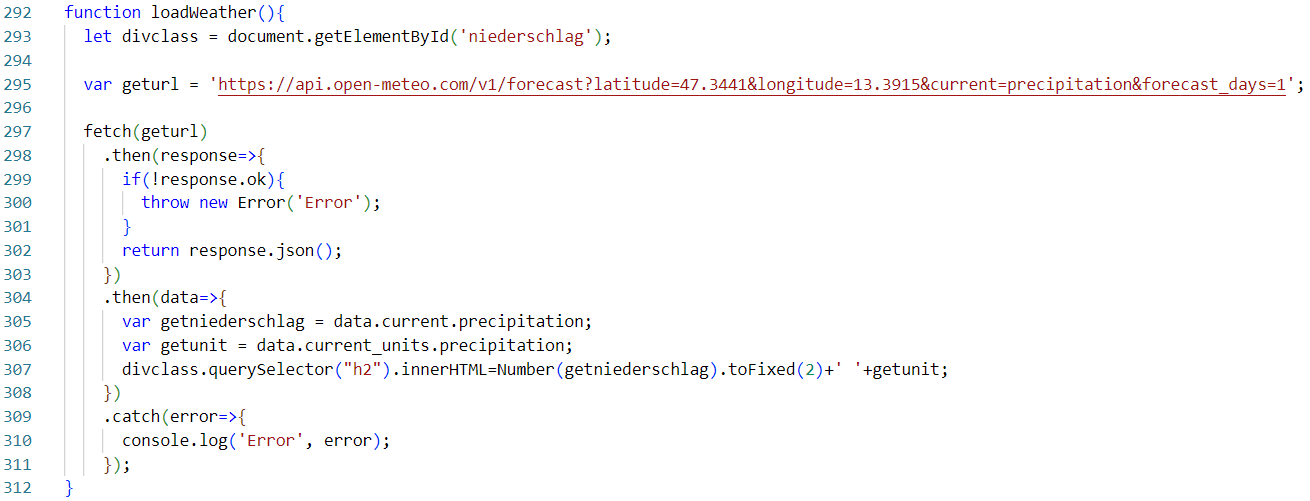 292 function loadWeather(){
293 let divclass = document.getElementById('niederschlag');
294
295 var geturl = 'https://api.open-meteo.com/v1/forecast?latitude=47.3441&longitude=13.3915&current=precipitation&forecast_days=1';
296
297 fetch(geturl)
298 .then(response=>{
299 if(!response.ok){
300 throw new Error('Error');
301 }
302 return response.json();
303 })
304 .then(data=>{
305 var getniederschlag = data.current.precipitation;
306 var getunit = data.current_units.precipitation;
307 divclass.querySelector("h2").innerHTML=Number(getniederschlag).toFixed(2)+' '+getunit;
308 })
309 .catch(error=>{
310 console.log('Error', error);
311 });
312 }